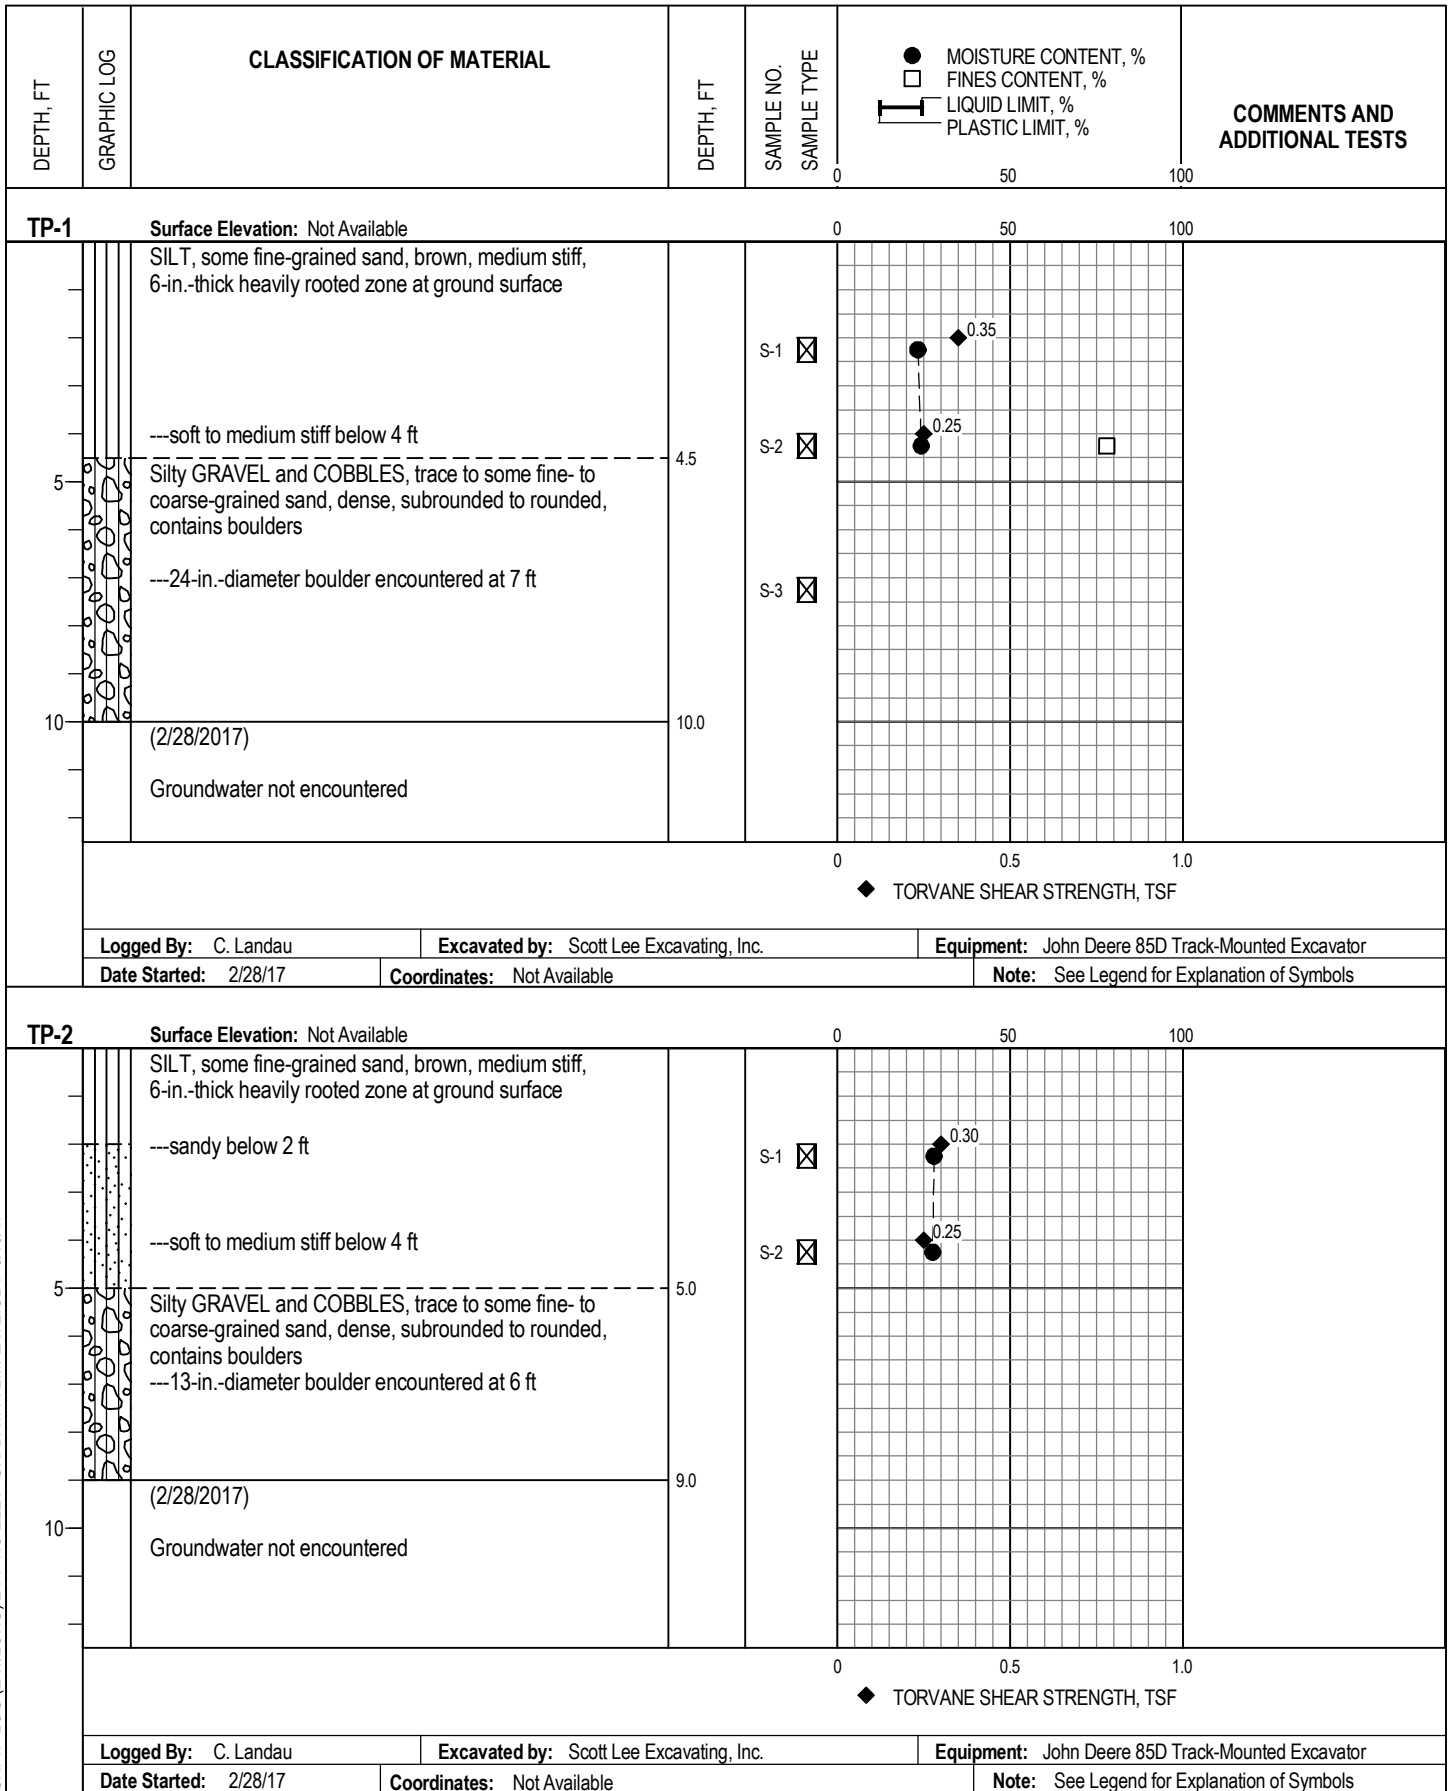 DEPTH, FT
GRAPHIC LOG
CLASSIFICATION OF MATERIAL
DEPTH, FT
SAMPLE NO.
SAMPLE TYPE
MOISTURE CONTENT, %
FINES CONTENT, %
LIQUID LIMIT, %
PLASTIC LIMIT, %
0 50 100
COMMENTS AND
ADDITIONAL TESTS
TP-1 Surface Elevation: Not Available 0 50 100
SILT, some fine-grained sand, brown, medium stiff,
6-in.-thick heavily rooted zone at ground surface
0.35
S-1
0.25
---soft to medium stiff below 4 ft
S-2
4.5
Silty GRAVEL and COBBLES, trace to some fine- to
5
coarse-grained sand, dense, subrounded to rounded,
contains boulders
---24-in.-diameter boulder encountered at 7 ft
S-3
10 10.0
(2/28/2017)
Groundwater not encountered
0 0.5 1.0
TORVANE SHEAR STRENGTH, TSF
Logged By: C. Landau Excavated by: Scott Lee Excavating, Inc. Equipment: John Deere 85D Track-Mounted Excavator
Date Started: 2/28/17 Coordinates: Not Available Note: See Legend for Explanation of Symbols
TP-2 Surface Elevation: Not Available 0 50 100
SILT, some fine-grained sand, brown, medium stiff,
6-in.-thick heavily rooted zone at ground surface
0.30
---sandy below 2 ft
S-1
0.25
---soft to medium stiff below 4 ft
S-2
5 5.0
Silty GRAVEL and COBBLES, trace to some fine- to
coarse-grained sand, dense, subrounded to rounded,
contains boulders
---13-in.-diameter boulder encountered at 6 ft
9.0
(2/28/2017)
10
Groundwater not encountered
0 0.5 1.0
TORVANE SHEAR STRENGTH, TSF
Logged By: C. Landau Excavated by: Scott Lee Excavating, Inc. Equipment: John Deere 85D Track-Mounted Excavator
Date Started: 2/28/17 Coordinates: Not Available Note: See Legend for Explanation of Symbols